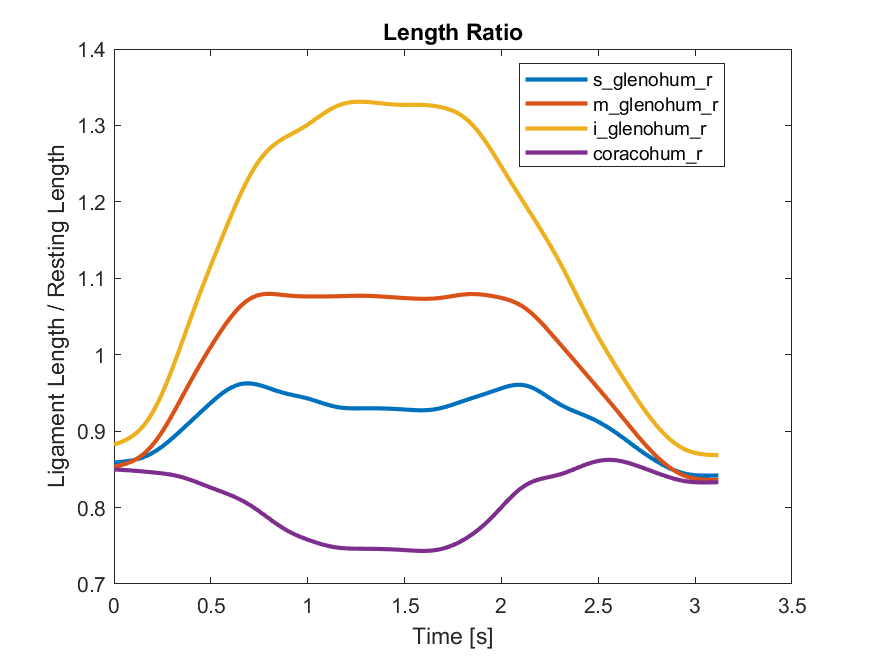 Length Ratio
1.4
1.3
1.2
1.1
1
0.9
0.8
0.7
Ligament Length / Resting Length
s_glenohum_r
m_glenohum_r
i_glenohum_r
coracohum_r
0
0.5
1
1.5
2
2.5
3
3.5
Time [s]